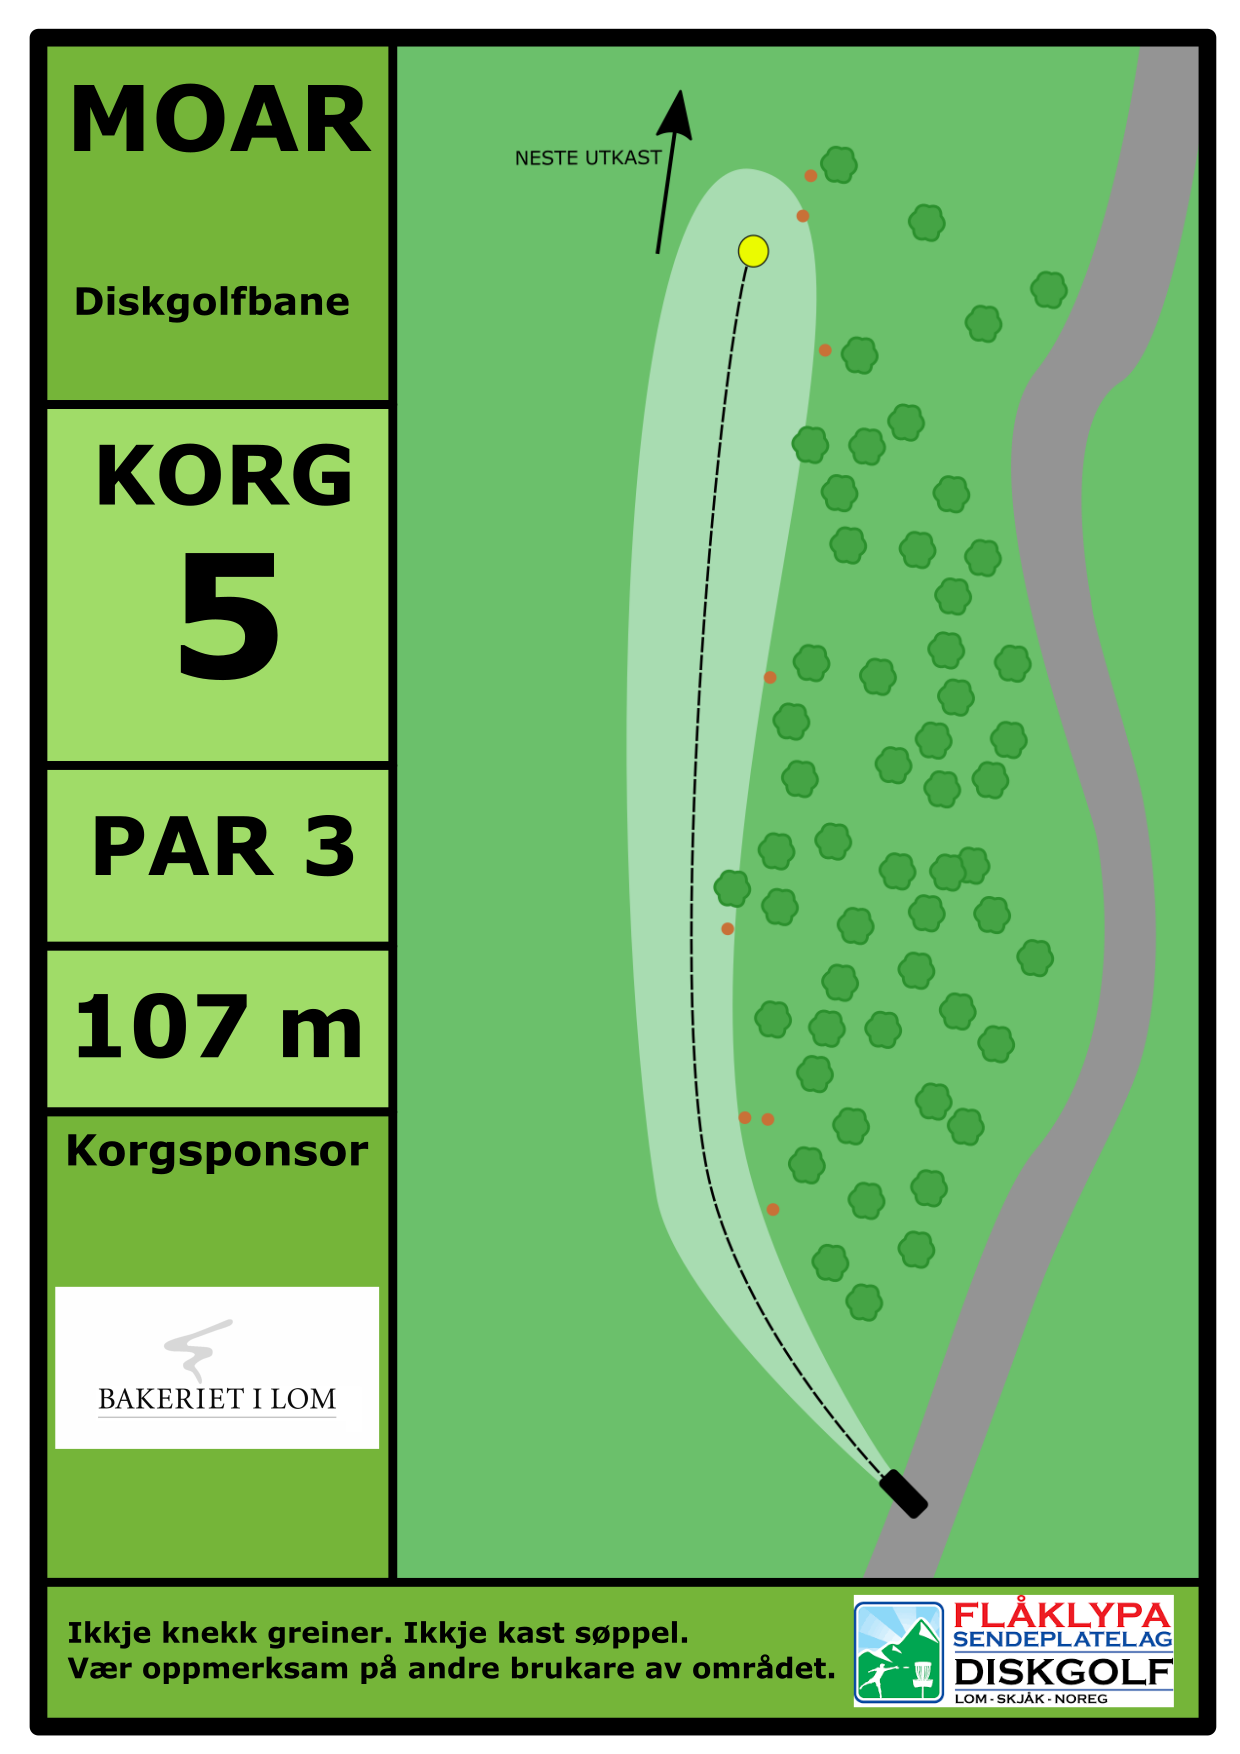 MOAR
Diskgolfbane
KORG
5
PAR 3
107 m
Korgsponsor
BAKERIET I LOM
NESTE UTKAST
Ikkje knekk greiner. Ikkje kast søppel.
Vær oppmerksam på andre brukare av området.
FLÅKLYPA
SENDEPLATELAG
DISKGOLF
LOM - SKJÅK - NOREG